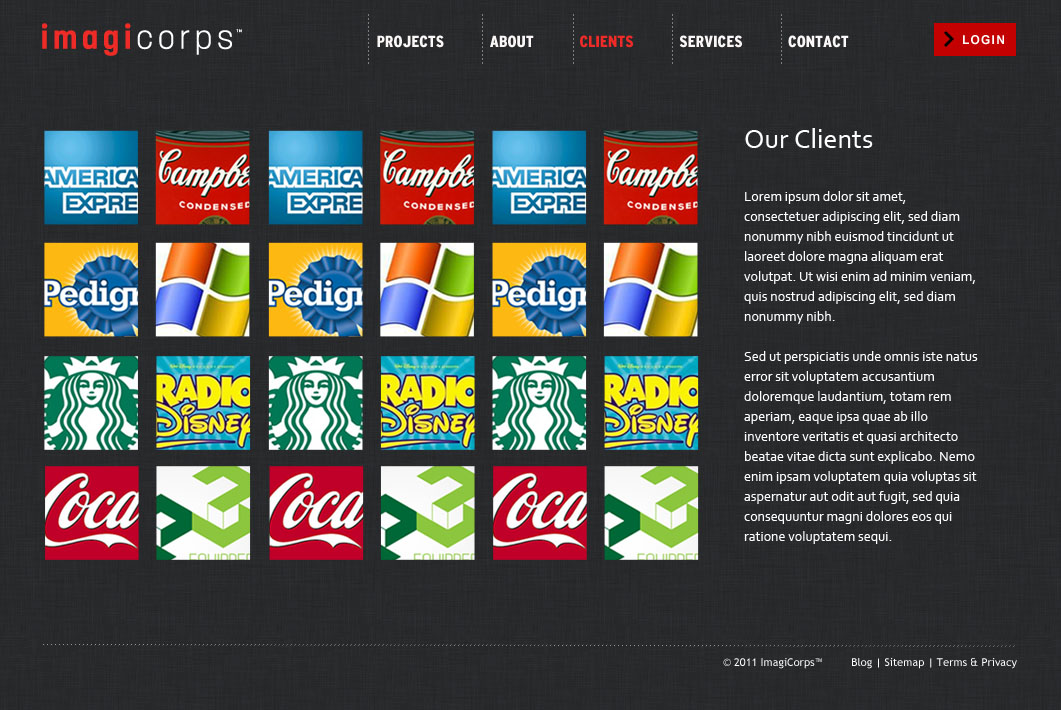 imagicorps™
PROJECTS
ABOUT
CLIENTS
SERVICES
CONTACT
LOGIN
AMERICA
EXPRE
Campbe
CONDENSED
AMERICA
EXPRE
Campbe
CONDENSED
AMERICA
EXPRE
Campbe
CONDENSED
Pedigr
Pedigr
Pedigr
RADIO
DISNEY
RADIO
DISNEY
RADIO
DISNEY
Coca
EQUIPPE
Coca
EQUIPPE
Coca
EQUIPPE
Our Clients
Lorem ipsum dolor sit amet,
consectetuer adipiscing elit, sed diam
nonummy nibh euismod tincidunt ut
laoreet dolore magna aliquam erat
volutpat. Ut wisi enim ad minim veniam,
quis nostrud adipiscing elit, sed diam
nonummy nibh.
Sed ut perspiciatis unde omnis iste natus
error sit voluptatem accusantium
doloremque laudantium, totam rem
aperiam, eaque ipsa quae ab illo
inventore veritatis et quasi architecto
beatae vitae dicta sunt explicabo. Nemo
enim ipsam voluptatem quia voluptas sit
aspernatur aut odit aut fugit, sed quia
consequuntur magni dolores eos qui
ratione voluptatem sequi.
© 2011 ImagiCorps™
Blog | Sitemap | Terms & Privacy